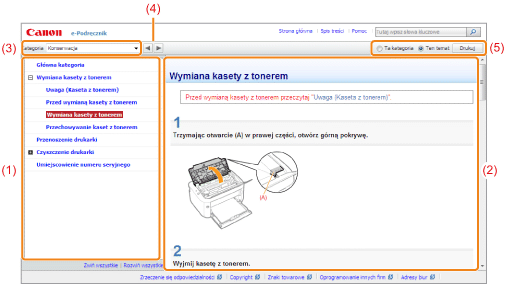 (4)
Canon e-Podręcznik
Strona główna Spis treści Pomoc Tutaj wpisz słowa kluczowe
(3) ategoria Konserwacja Ta kategoria Ten temat Drukuj (5)
Główna kategoria
Wymiana kasety z tonerem
Uwaga (Kaseta z tonerem)
Przed wymianą kasety z tonerem
Wymiana kasety z tonerem
Przechowywanie kaset z tonerem
Przenoszenie drukarki
Czyszczenie drukarki
Umiejscowienie numeru seryjnego
(1)
Zwiń wszystkie Rozwiń wszystkie
Wymiana kasety z tonerem
Przed wymianą kasety z tonerem przeczytaj "Uwaga (Kaseta z tonerem)".
1
Trzymając otwarcie (A) w prawej części, otwórz górną pokrywę.
(A)
(2)
2
Wyjmij kasetę z tonerem.
Zrzeczenie się odpowiedzialności Copyright Znaki towarowe Oprogramowanie innych firm Adresy biur